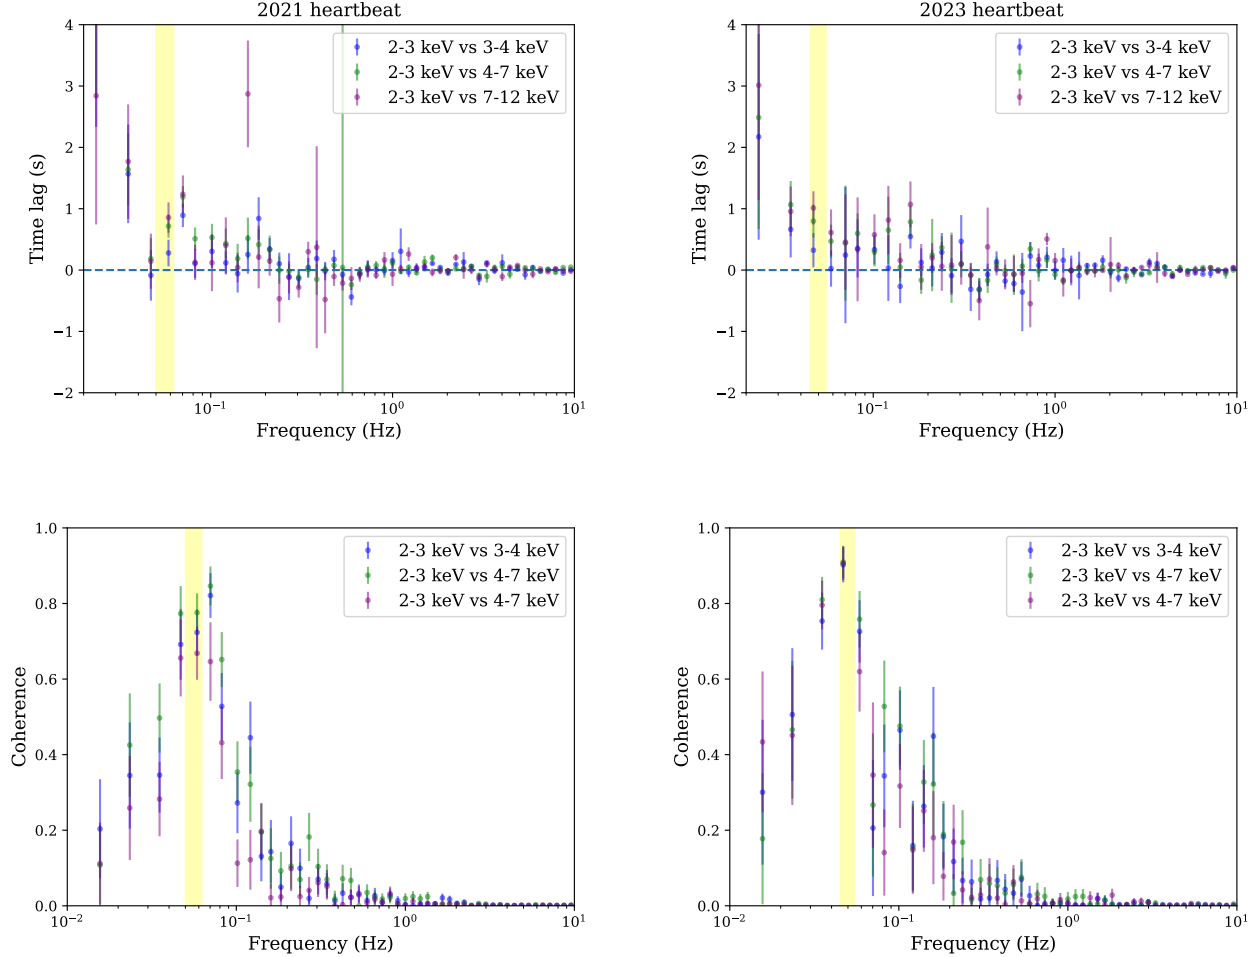 2021 heartbeat
4
3
2
1
0
−1
−2
Time lag (s)
2-3 keV vs 3-4 keV
2-3 keV vs 4-7 keV
2-3 keV vs 7-12 keV
10⁻¹
10⁰
10¹
Frequency (Hz)
2023 heartbeat
4
3
2
1
0
−1
−2
Time lag (s)
2-3 keV vs 3-4 keV
2-3 keV vs 4-7 keV
2-3 keV vs 7-12 keV
10⁻¹
10⁰
10¹
Frequency (Hz)
1.0
0.8
0.6
0.4
0.2
0.0
Coherence
2-3 keV vs 3-4 keV
2-3 keV vs 4-7 keV
2-3 keV vs 4-7 keV
10⁻²
10⁻¹
10⁰
10¹
Frequency (Hz)
1.0
0.8
0.6
0.4
0.2
0.0
Coherence
2-3 keV vs 3-4 keV
2-3 keV vs 4-7 keV
2-3 keV vs 4-7 keV
10⁻²
10⁻¹
10⁰
10¹
Frequency (Hz)